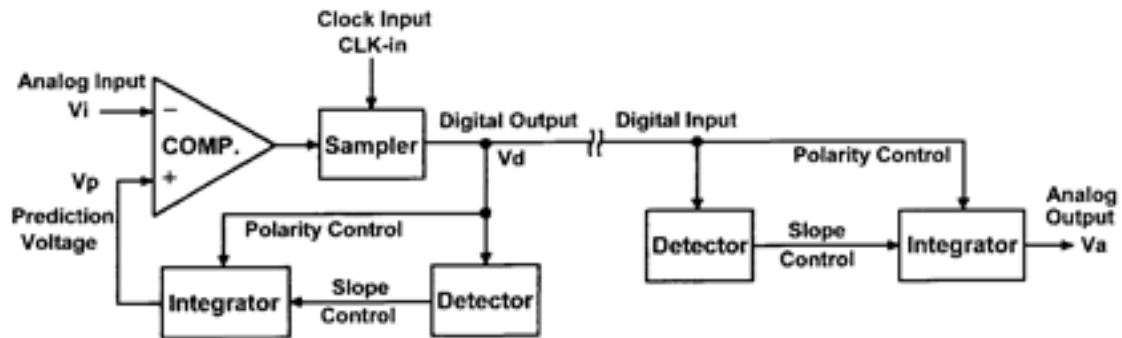 Clock Input
CLK-in
Analog Input
Vi
−
COMP.
Sampler
Digital Output
Digital Input
Vd
Polarity Control
Vp
+
Prediction
Voltage
Polarity Control
Analog
Output
Detector
Slope
Control
Integrator
Va
Integrator
Slope
Control
Detector